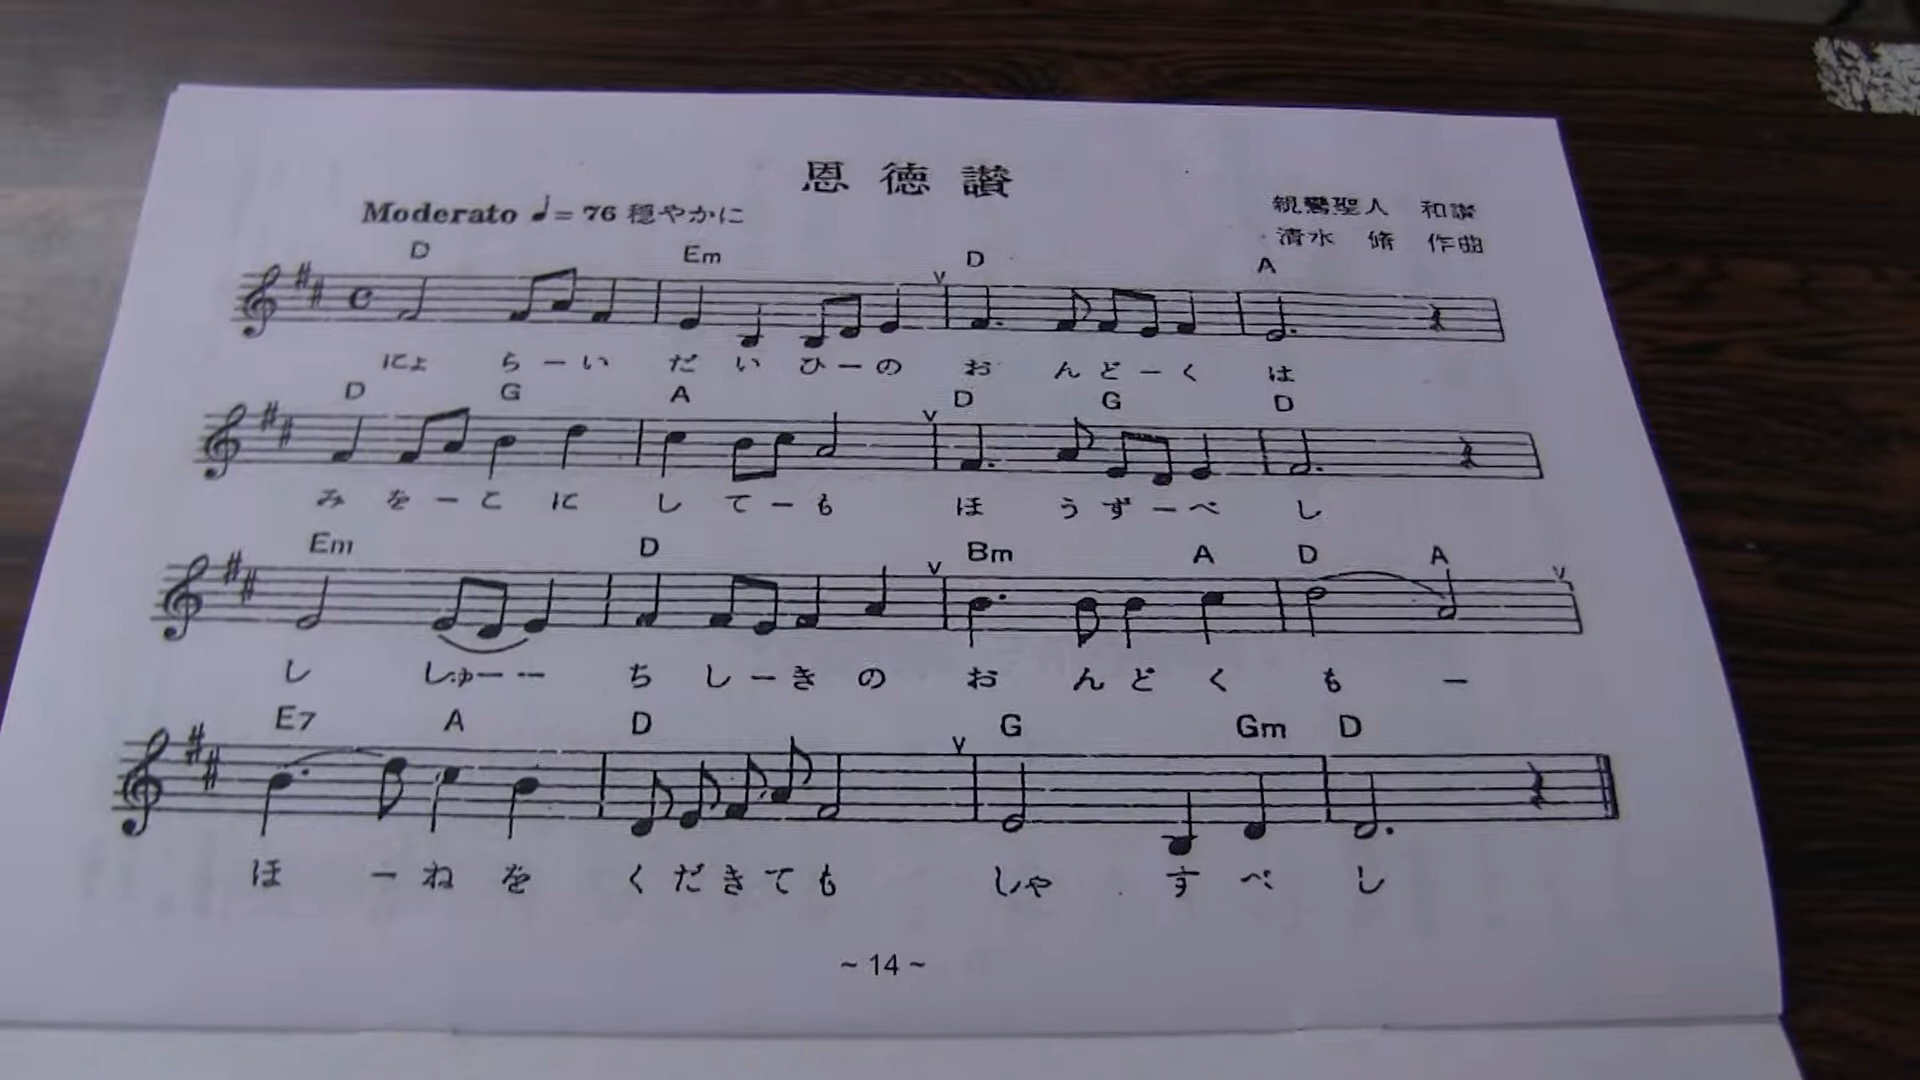 恩徳讃
Moderato ♩= 76 穏やかに
親鸞聖人 和讃
清水 脩 作曲
D Em D A
にょ らーい だ い ひーの お んどーく は
D G A D G D
み をーこ に し てーも ほ うずーべ し
Em D Bm A D A
し しゅー ー ち しーき の お ん ど く も ー
E7 A D G Gm D
ほ ー ね を く だ き て も しゃ す べ し
~ 14 ~